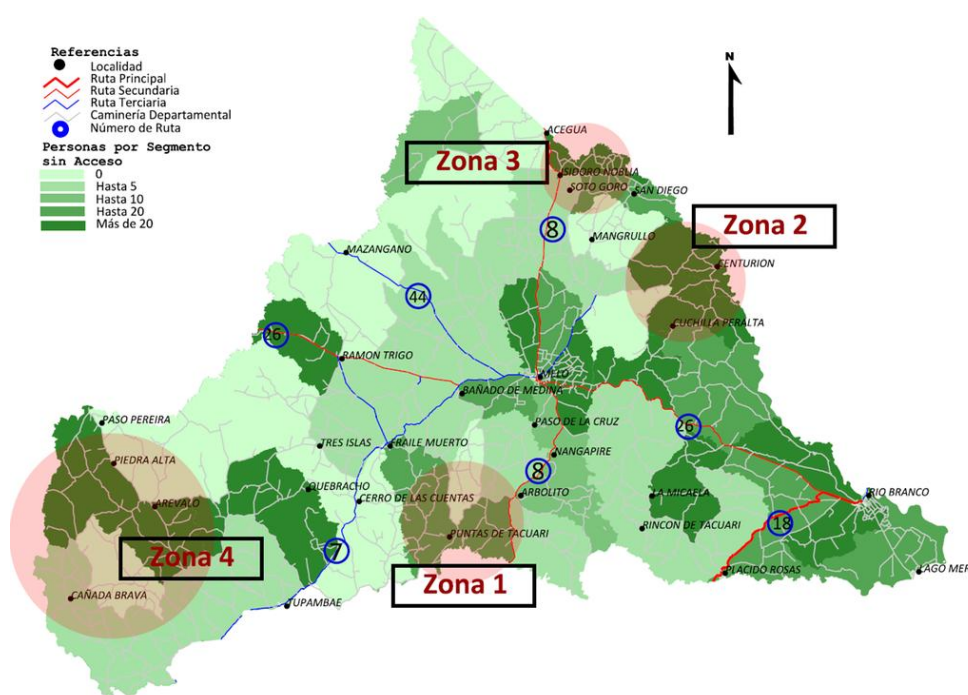 Referencias
Localidad
Ruta Principal
Ruta Secundaria
Ruta Terciaria
Caminería Departamental
Número de Ruta
Personas por Segmento
sin Acceso
0
Hasta 5
Hasta 10
Hasta 20
Más de 20
N
ACEGUA
Zona 3
ISIDORO NOBLIA
SOTO GORO
SAN DIEGO
Zona 2
8
MANGRULLO
MAZANGANO
CENTURION
44
CUCHILLA PERALTA
26
RAMON TRIGO
MELO
BAÑADO DE MEDINA
PASO PEREIRA
PASO DE LA CRUZ
26
TRES ISLAS
FRAILE MUERTO
NANGAPIRE
PIEDRA ALTA
8
QUEBRACHO
CERRO DE LAS CUENTAS
ARBOLITO
LA MICAELA
RIO BRANCO
AREVALO
18
RINCON DE TACUARI
PUNTAS DE TACUARI
Zona 4
7
Zona 1
PLACIDO ROSAS
LAGO MER
CAÑADA BRAVA
TUPAMBAE